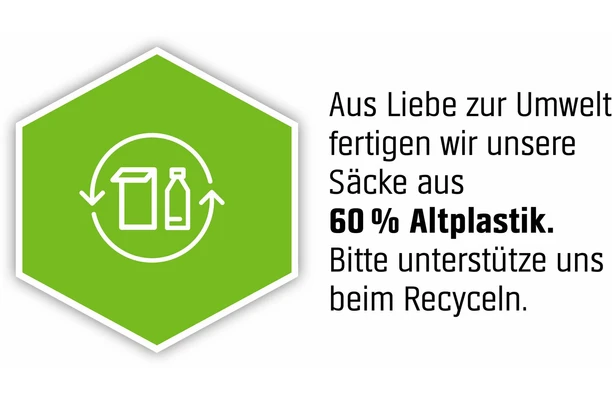 Aus Liebe zur Umwelt
fertigen wir unsere
Säcke aus
60 % Altplastik.
Bitte unterstütze uns
beim Recyceln.